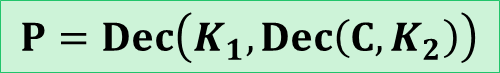 P = Dec(K₁, Dec(C, K₂))